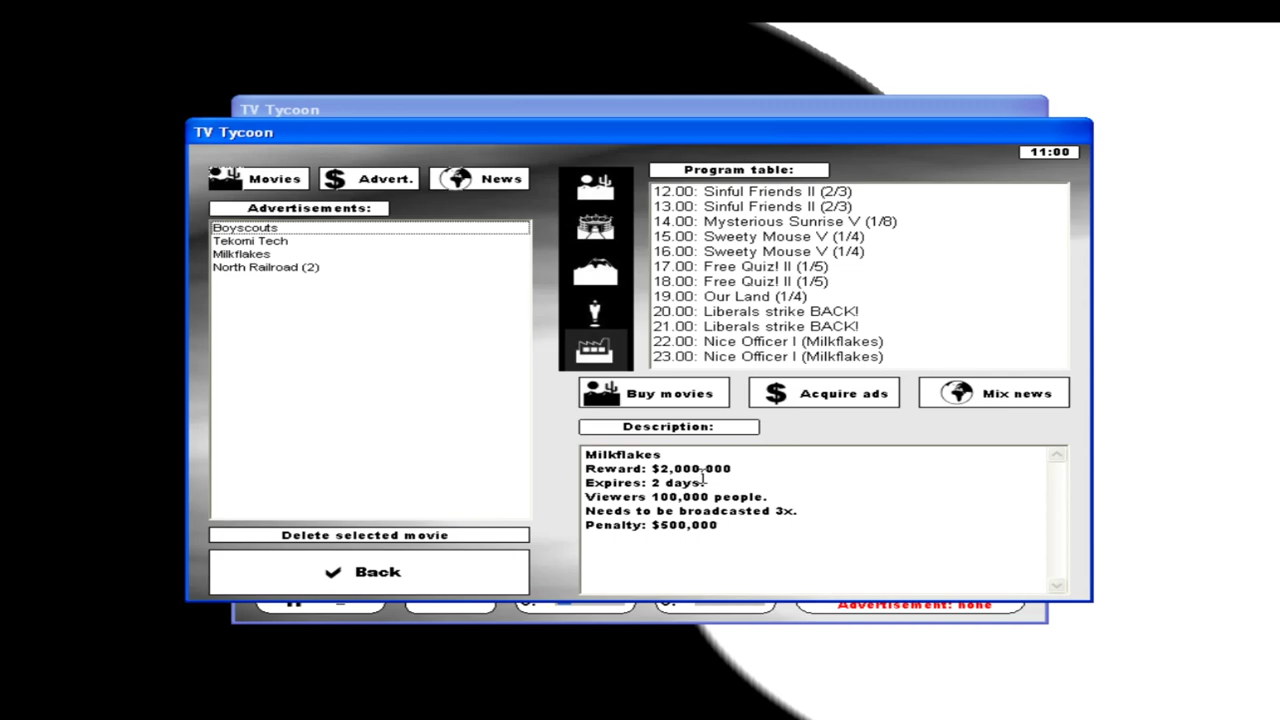 TV Tycoon
TV Tycoon
11:00
Movies
Advert.
News
Program table:
Advertisements:
Boyscouts
Tekomi Tech
Milkflakes
North Railroad (2)
12.00: Sinful Friends II (2/3)
13.00: Sinful Friends II (2/3)
14.00: Mysterious Sunrise V (1/8)
15.00: Sweety Mouse V (1/4)
16.00: Sweety Mouse V (1/4)
17.00: Free Quiz! II (1/5)
18.00: Free Quiz! II (1/5)
19.00: Our Land (1/4)
20.00: Liberals strike BACK!
21.00: Liberals strike BACK!
22.00: Nice Officer I (Milkflakes)
23.00: Nice Officer I (Milkflakes)
Buy movies
Acquire ads
Mix news
Description:
Milkflakes
Reward: $2,000,000
Expires: 2 days.
Viewers 100,000 people.
Needs to be broadcasted 3x.
Penalty: $500,000
Delete selected movie
Back
Advertisement: none